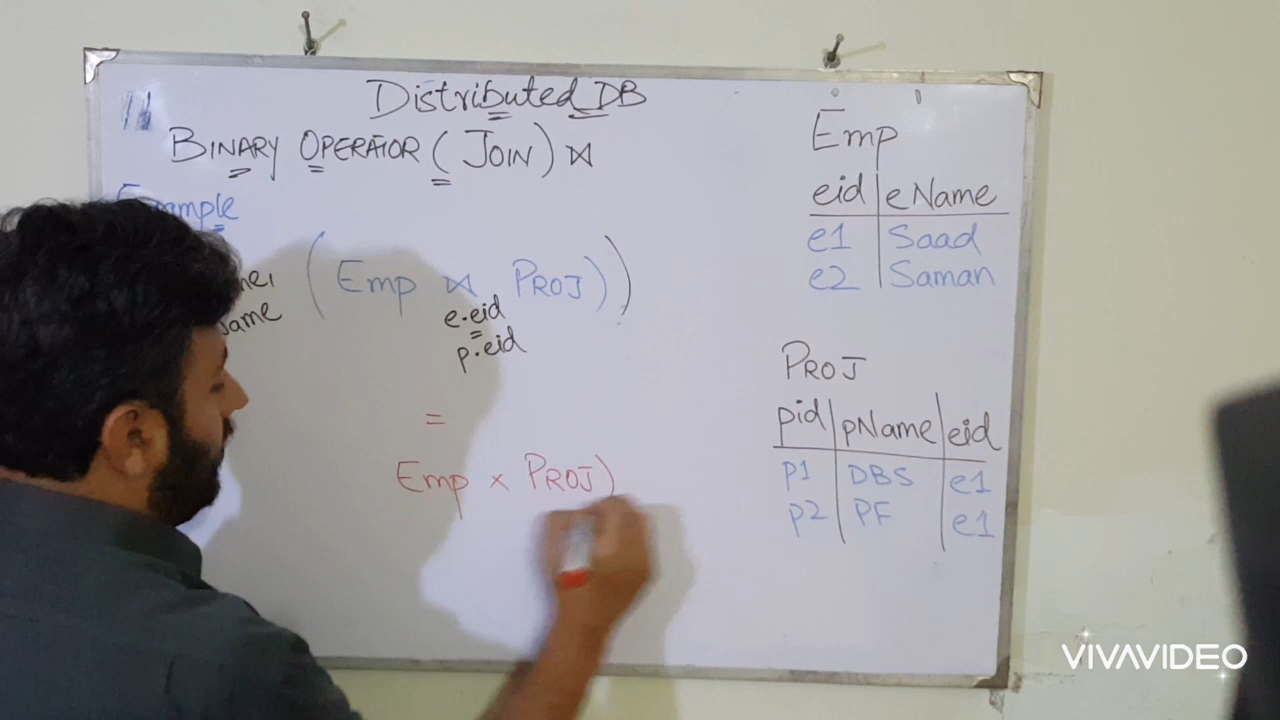 Distributed DB
BINARY OPERATOR (JOIN) ⋈
Example
(Emp ⋈ PROJ))
e.eid
=
p.eid
=
Emp × PROJ)
Emp
eid eName
e1 Saad
e2 Saman
PROJ
pid pName eid
p1 DBS e1
p2 PF e1
VIVAVIDEO